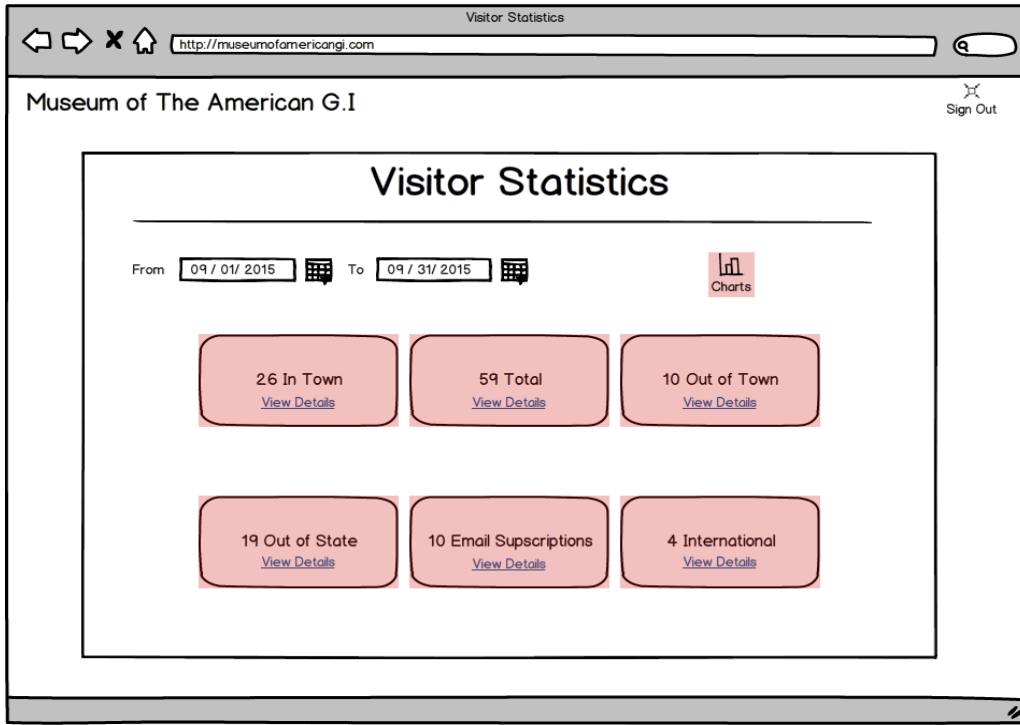 Visitor Statistics
http://museumofamericangi.com
Museum of The American G.I
Sign Out
Visitor Statistics
From 09 / 01/ 2015 To 09 / 31/ 2015
Charts
26 In Town
View Details
59 Total
View Details
10 Out of Town
View Details
19 Out of State
View Details
10 Email Supscriptions
View Details
4 International
View Details